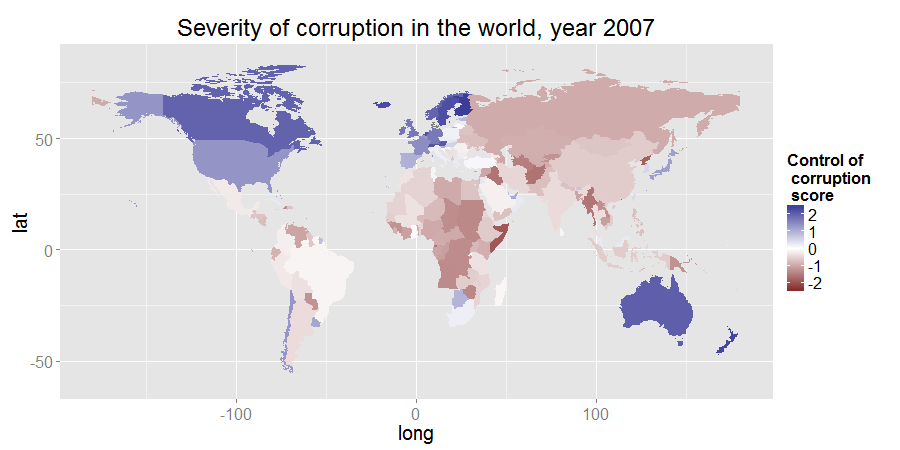 Severity of corruption in the world, year 2007
lat
50
0
-50
-100
0
100
long
Control of
corruption
score
2
1
0
-1
-2